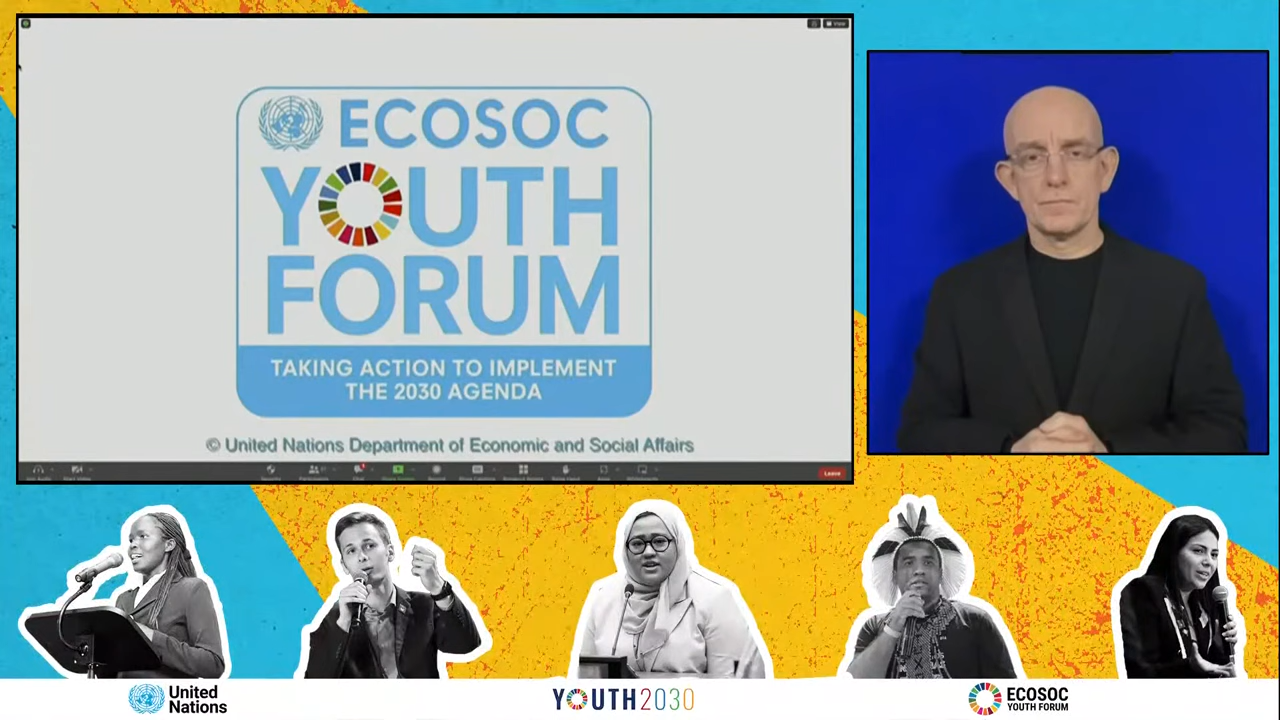 ECOSOC
YOUTH
FORUM
TAKING ACTION TO IMPLEMENT
THE 2030 AGENDA
© United Nations Department of Economic and Social Affairs
Leave
United
Nations
YOUTH2030
ECOSOC
YOUTH FORUM